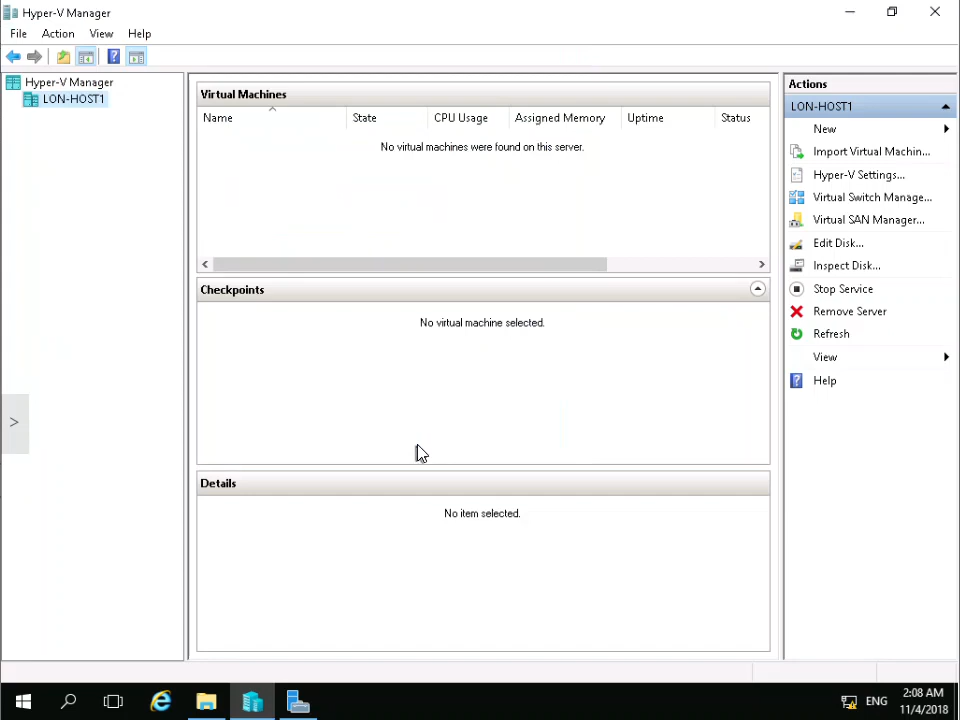 Hyper-V Manager
File Action View Help
Hyper-V Manager
LON-HOST1
Virtual Machines
Name State CPU Usage Assigned Memory Uptime Status
No virtual machines were found on this server.
Checkpoints
No virtual machine selected.
Details
No item selected.
Actions
LON-HOST1
New
Import Virtual Machin...
Hyper-V Settings...
Virtual Switch Manage...
Virtual SAN Manager...
Edit Disk...
Inspect Disk...
Stop Service
Remove Server
Refresh
View
Help
ENG
2:08 AM
11/4/2018